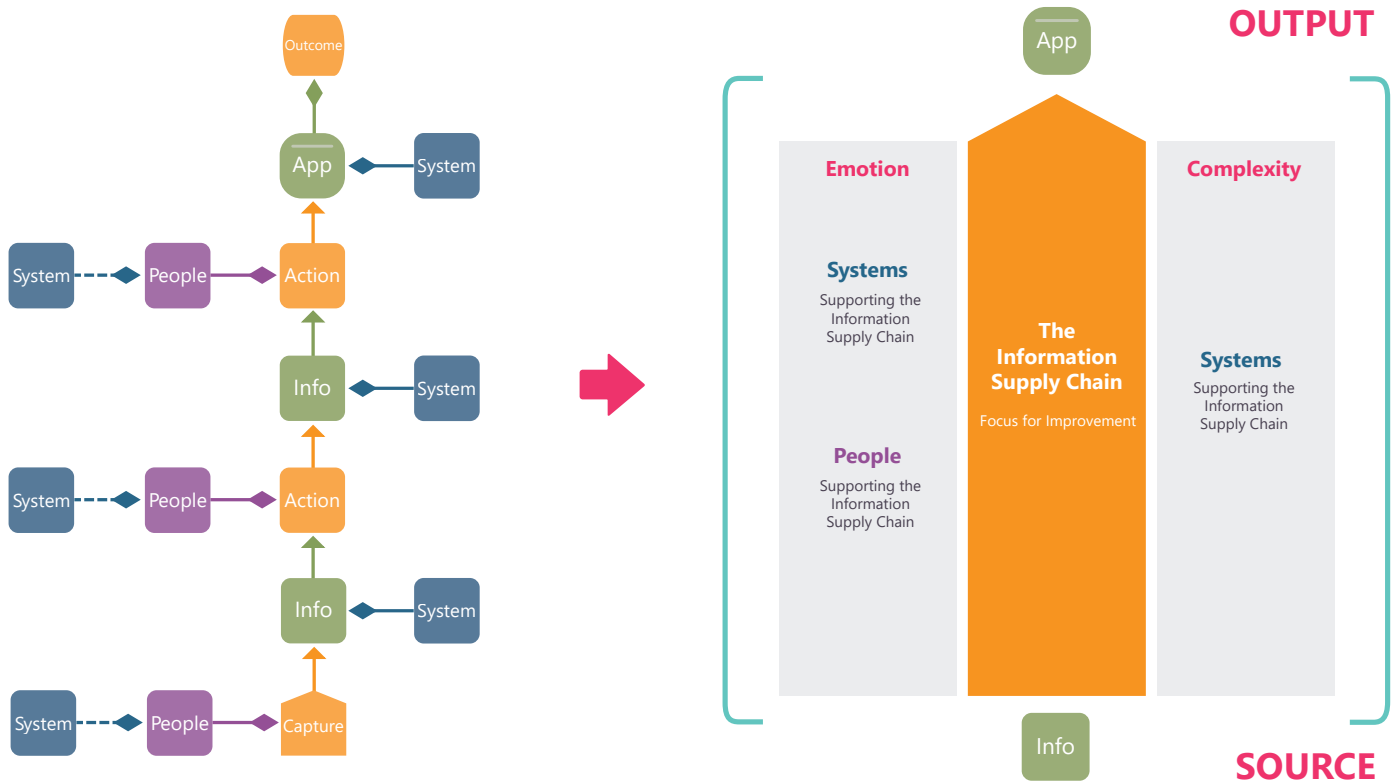 Outcome
App
System
System
People
Action
Info
System
System
People
Action
Info
System
System
People
Capture
OUTPUT
App
Emotion
Systems
Supporting the
Information
Supply Chain
People
Supporting the
Information
Supply Chain
The
Information
Supply Chain
Focus for Improvement
Complexity
Systems
Supporting the
Information
Supply Chain
Info
SOURCE